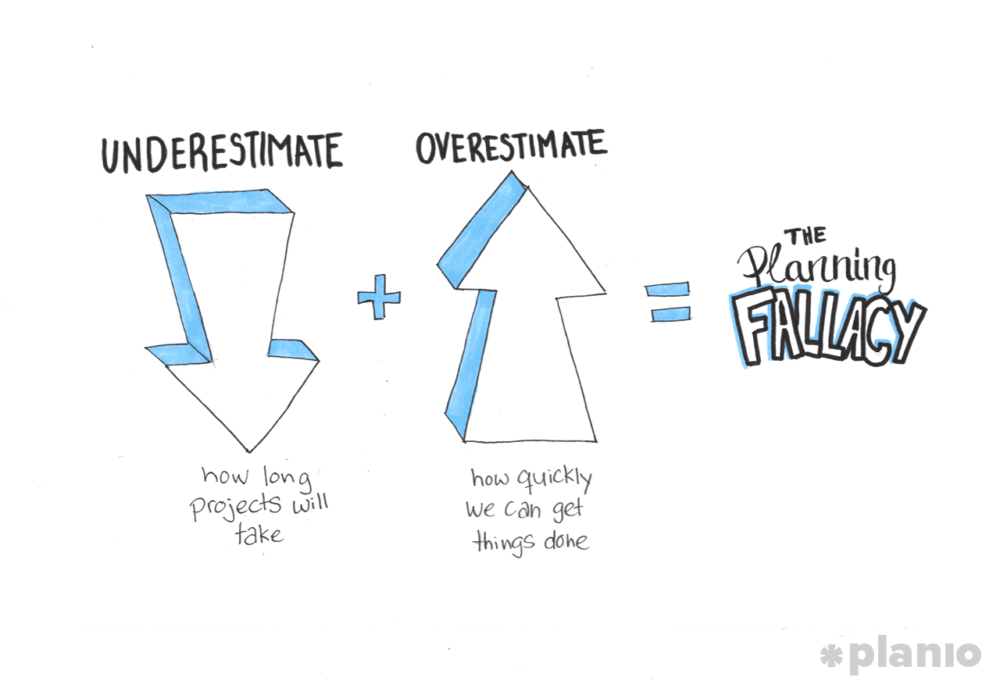 UNDERESTIMATE
how long
projects will
take
+
OVERESTIMATE
how quickly
we can get
things done
=
THE
Planning
FALLACY
*planio